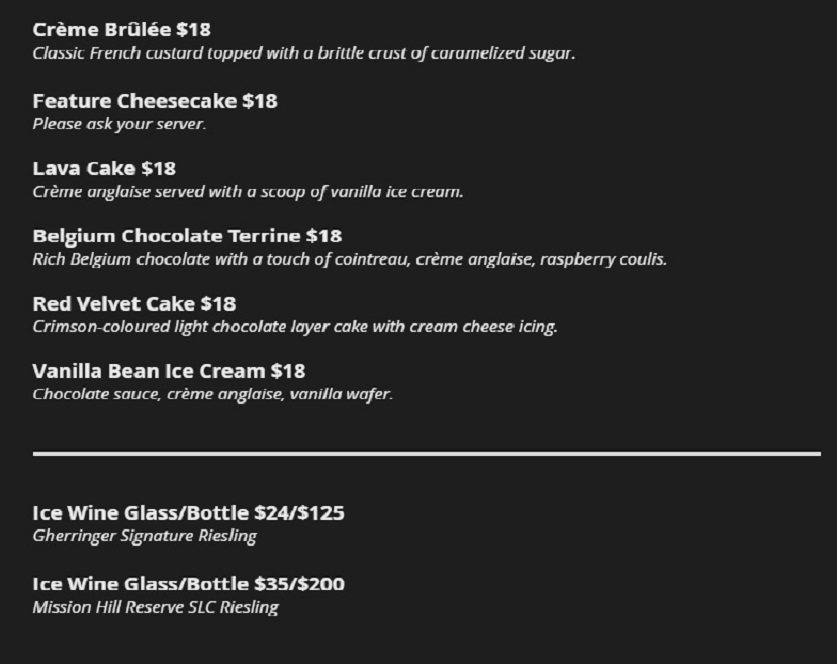 Crème Brûlée $18
Classic French custard topped with a brittle crust of caramelized sugar.
Feature Cheesecake $18
Please ask your server.
Lava Cake $18
Crème anglaise served with a scoop of vanilla ice cream.
Belgium Chocolate Terrine $18
Rich Belgium chocolate with a touch of cointreau, crème anglaise, raspberry coulis.
Red Velvet Cake $18
Crimson-coloured light chocolate layer cake with cream cheese icing.
Vanilla Bean Ice Cream $18
Chocolate sauce, crème anglaise, vanilla wafer.
Ice Wine Glass/Bottle $24/$125
Gherringer Signature Riesling
Ice Wine Glass/Bottle $35/$200
Mission Hill Reserve SLC Riesling